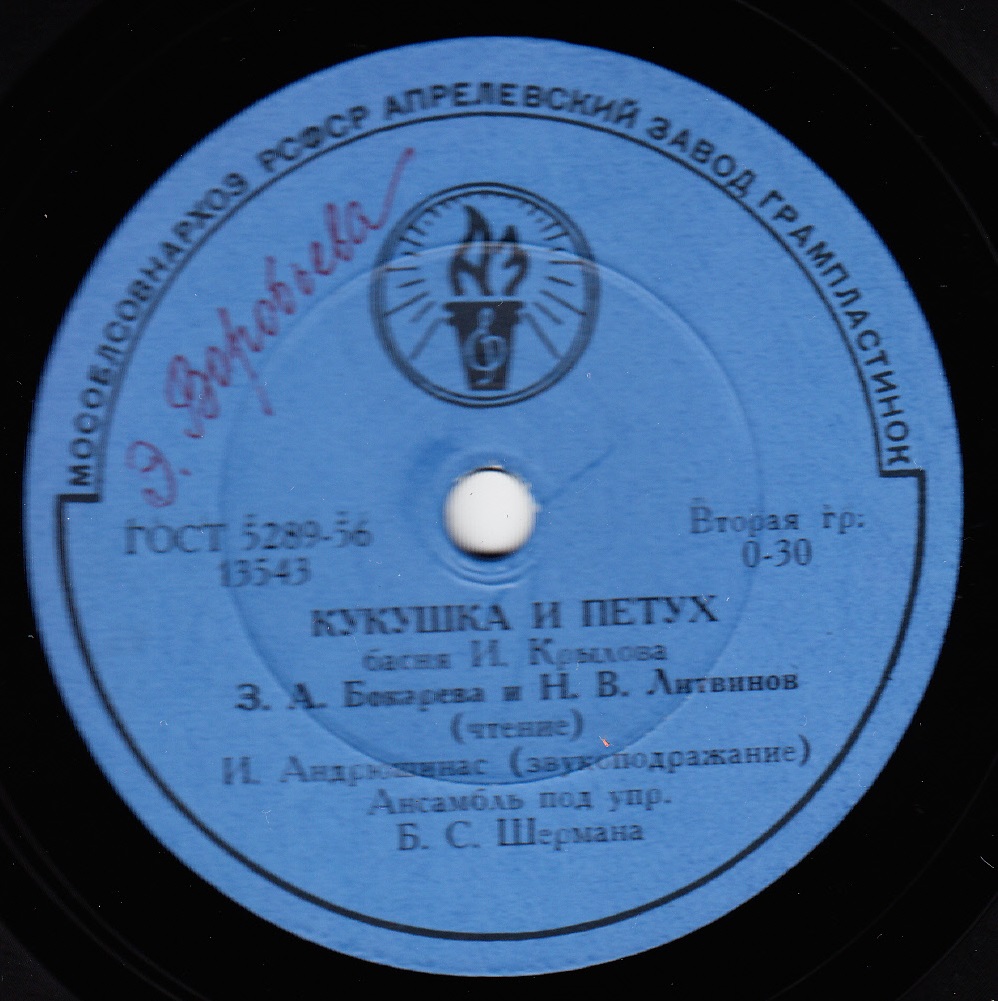 МОСОБЛСОВНАРХОЗ РСФСР АПРЕЛЕВСКИЙ ЗАВОД ГРАМПЛАСТИНОК
Э. Воробьева
ГОСТ 5289-56
13543
Вторая гр:
0-30
КУКУШКА И ПЕТУХ
басня И. Крылова
З. А. Бокарева и Н. В. Литвинов
(чтение)
И. Андрюшинас (звукоподражание)
Ансамбль под упр.
Б. С. Шермана